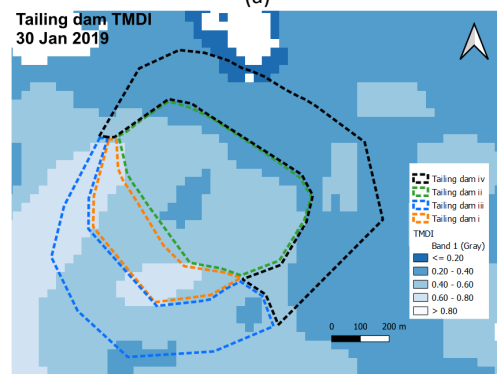 (a)
Tailing dam TMDI
30 Jan 2019
Tailing dam iv
Tailing dam ii
Tailing dam iii
Tailing dam i
TMDI
Band 1 (Gray)
<= 0.20
0.20 - 0.40
0.40 - 0.60
0.60 - 0.80
> 0.80
0 100 200 m